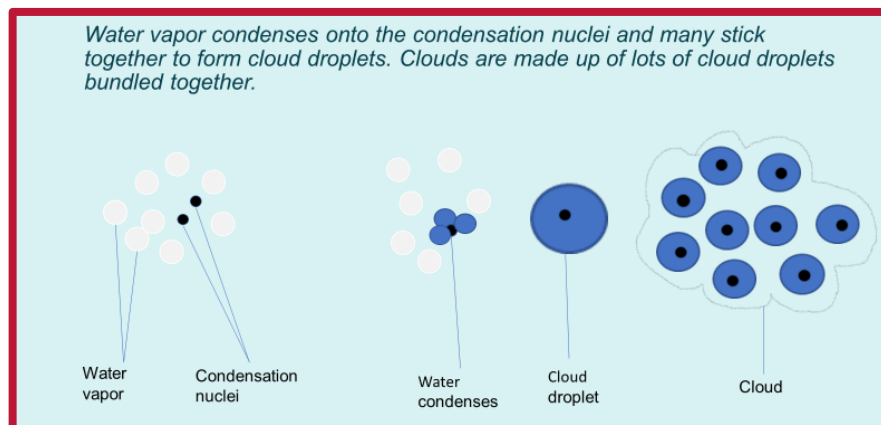 Water vapor condenses onto the condensation nuclei and many stick
together to form cloud droplets. Clouds are made up of lots of cloud droplets
bundled together.
Water
vapor
Condensation
nuclei
Water
condenses
Cloud
droplet
Cloud